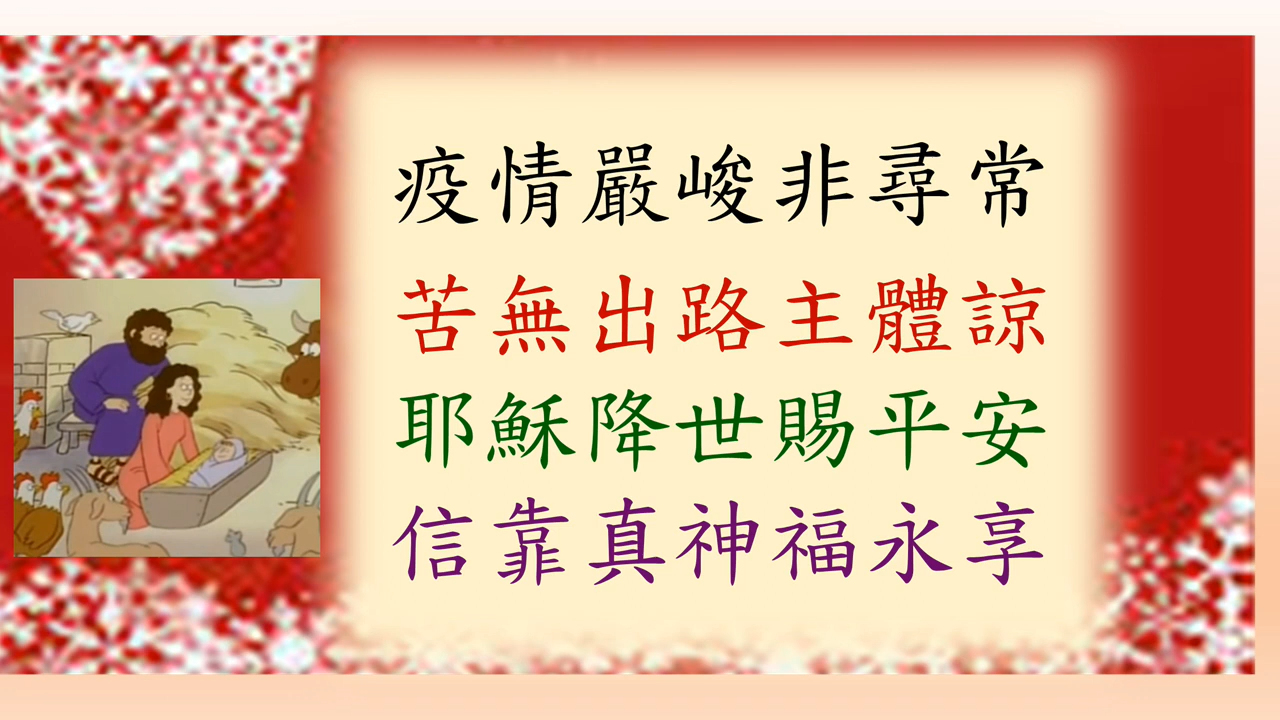 疫情嚴峻非尋常
苦無出路主體諒
耶穌降世賜平安
信靠真神福永享